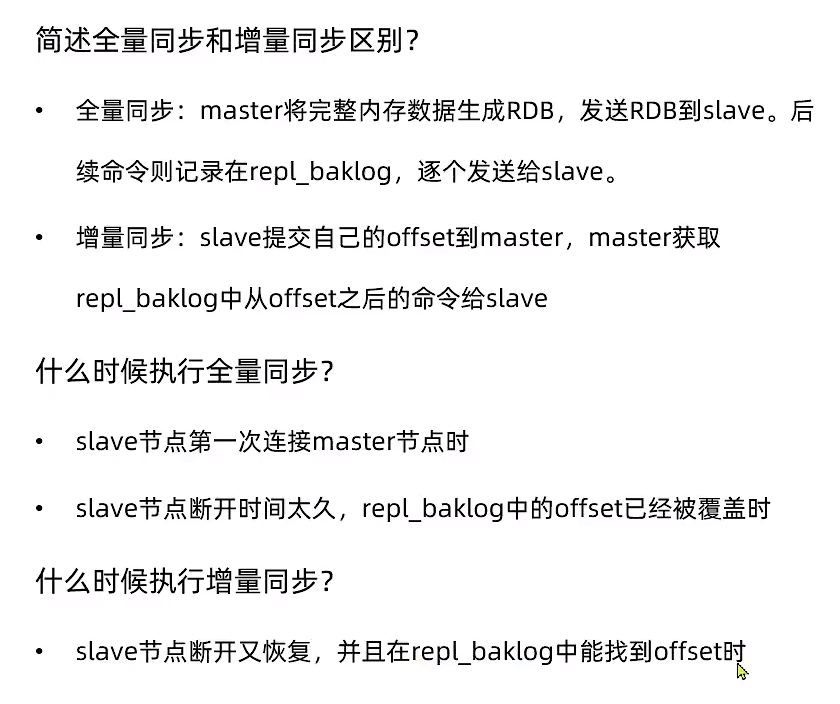 简述全量同步和增量同步区别？
• 全量同步：master将完整内存数据生成RDB，发送RDB到slave。后
续命令则记录在repl_baklog，逐个发送给slave。
• 增量同步：slave提交自己的offset到master，master获取
repl_baklog中从offset之后的命令给slave
什么时候执行全量同步？
• slave节点第一次连接master节点时
• slave节点断开时间太久，repl_baklog中的offset已经被覆盖时
什么时候执行增量同步？
• slave节点断开又恢复，并且在repl_baklog中能找到offset时